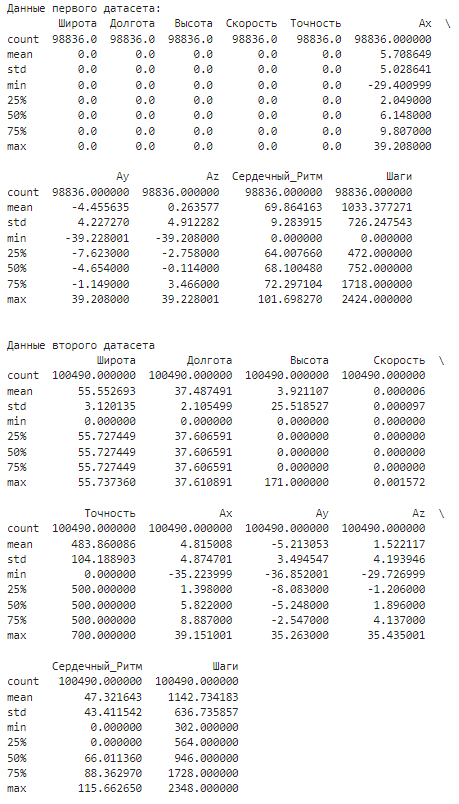 Данные первого датасета:
Широта Долгота Высота Скорость Точность Ax \
count 98836.0 98836.0 98836.0 98836.0 98836.0 98836.000000
mean 0.0 0.0 0.0 0.0 0.0 5.708649
std 0.0 0.0 0.0 0.0 0.0 5.028641
min 0.0 0.0 0.0 0.0 0.0 -29.400999
25% 0.0 0.0 0.0 0.0 0.0 2.049000
50% 0.0 0.0 0.0 0.0 0.0 6.148000
75% 0.0 0.0 0.0 0.0 0.0 9.807000
max 0.0 0.0 0.0 0.0 0.0 39.208000
Ay Az Сердечный_Ритм Шаги
count 98836.000000 98836.000000 98836.000000 98836.000000
mean -4.455635 0.263577 69.864163 1033.377271
std 4.227270 4.912282 9.283915 726.247543
min -39.228001 -39.208000 0.000000 0.000000
25% -7.623000 -2.758000 64.007660 472.000000
50% -4.654000 -0.114000 68.100480 752.000000
75% -1.149000 3.466000 72.297104 1718.000000
max 39.208000 39.228001 101.698270 2424.000000
Данные второго датасета
Широта Долгота Высота Скорость \
count 100490.000000 100490.000000 100490.000000 100490.000000
mean 55.552693 37.487491 3.921107 0.000006
std 3.120135 2.105499 25.518527 0.000097
min 0.000000 0.000000 0.000000 0.000000
25% 55.727449 37.606591 0.000000 0.000000
50% 55.727449 37.606591 0.000000 0.000000
75% 55.727449 37.606591 0.000000 0.000000
max 55.737360 37.610891 171.000000 0.001572
Точность Ax Ay Az \
count 100490.000000 100490.000000 100490.000000 100490.000000
mean 483.860086 4.815008 -5.213053 1.522117
std 104.188903 4.874701 3.494547 4.193946
min 0.000000 -35.223999 -36.852001 -29.726999
25% 500.000000 1.398000 -8.083000 -1.206000
50% 500.000000 5.822000 -5.248000 1.896000
75% 500.000000 8.887000 -2.547000 4.137000
max 700.000000 39.151001 35.263000 35.435001
Сердечный_Ритм Шаги
count 100490.000000 100490.000000
mean 47.321643 1142.734183
std 43.411542 636.735857
min 0.000000 302.000000
25% 0.000000 564.000000
50% 66.011360 946.000000
75% 88.362970 1728.000000
max 115.662650 2348.000000